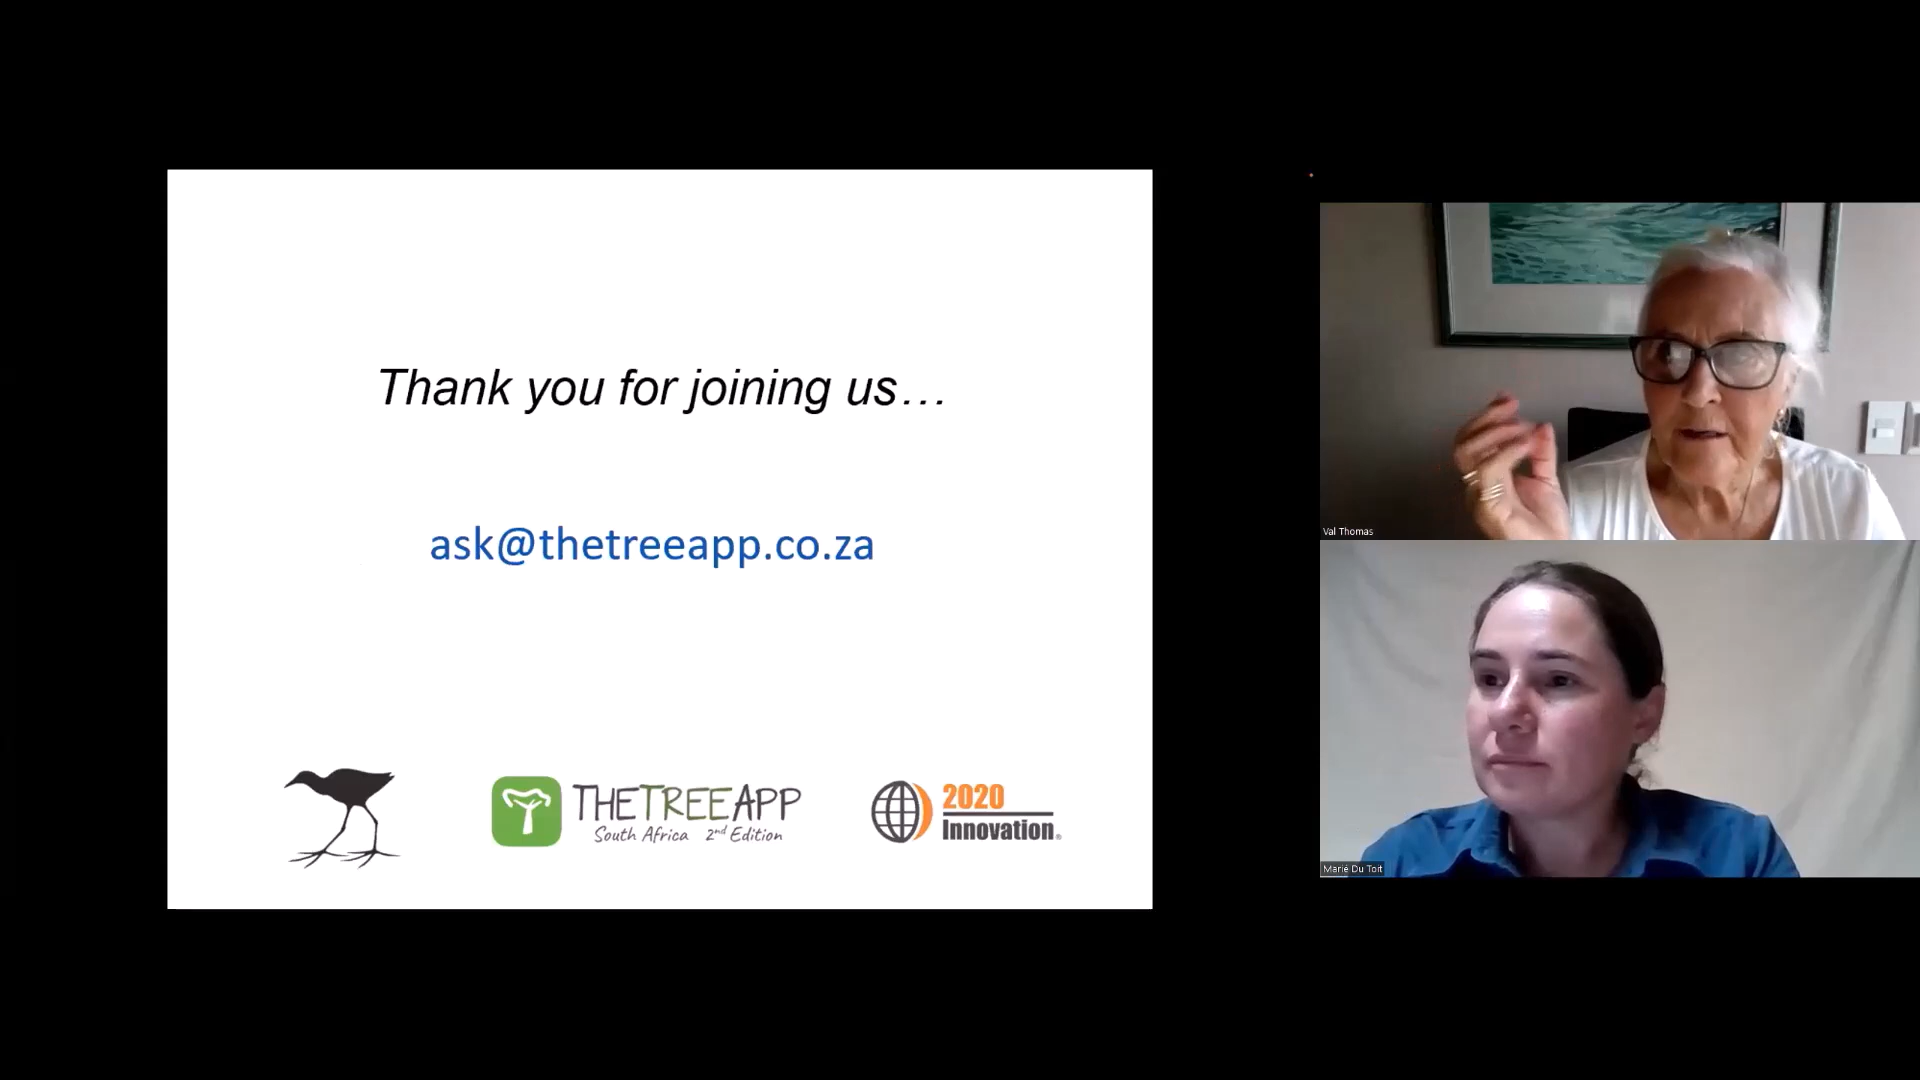 Thank you for joining us…
ask@thetreeapp.co.za
THETREEAPP
South Africa 2nd Edition
2020
Innovation®
Val Thomas
Marié Du Toit